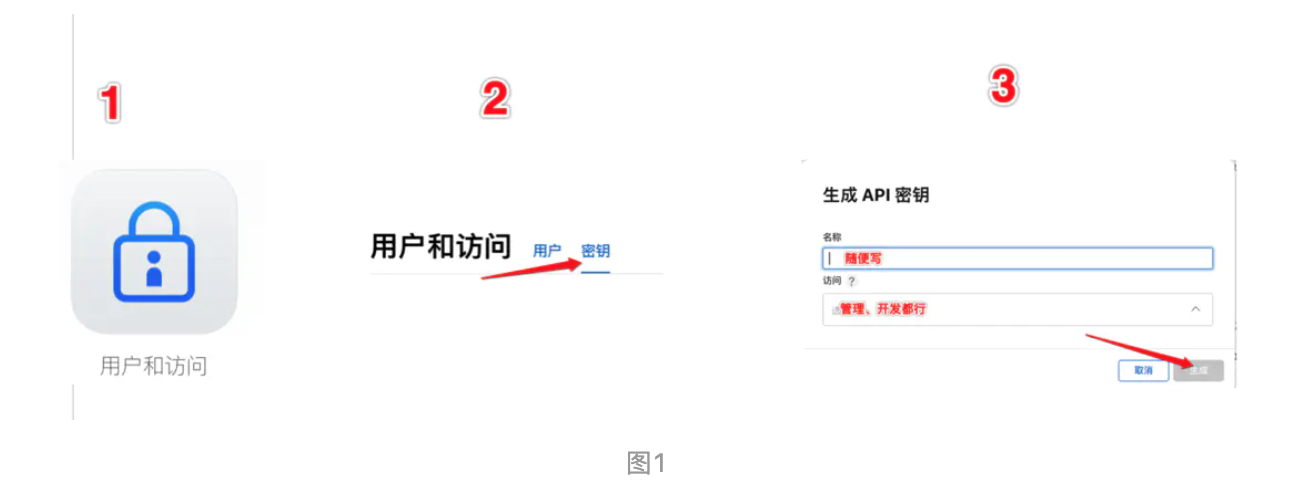 1
2
3
用户和访问
用户和访问 用户 密钥
生成 API 密钥
名称
随便写
访问 ?
管理、开发都行
取消 生成
图1